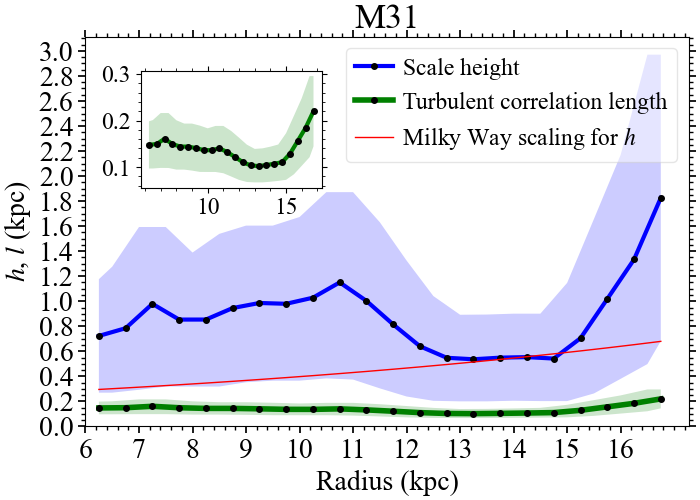 M31
3.0
2.8
2.6
2.4
2.2
2.0
1.8
1.6
1.4
1.2
1.0
0.8
0.6
0.4
0.2
0.0
h, l (kpc)
0.3
0.2
0.1
10 15
Scale height
Turbulent correlation length
Milky Way scaling for h
6 7 8 9 10 11 12 13 14 15 16
Radius (kpc)